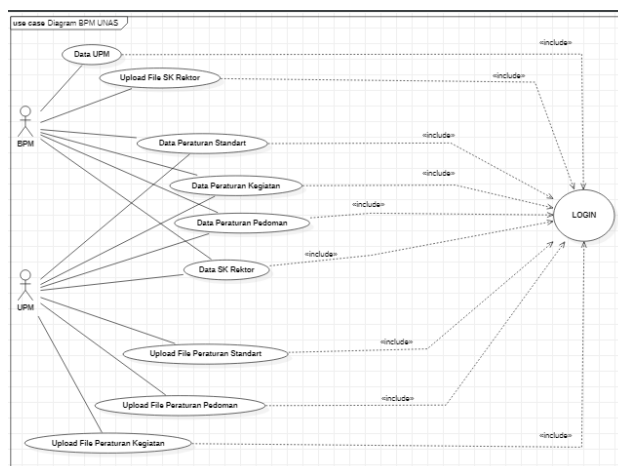 use case Diagram BPM UNAS
«include»
Data UPM
«include»
Upload File SK Rektor
BPM
«include»
Data Peraturan Standart
«include»
Data Peraturan Kegiatan
«include»
Data Peraturan Pedoman
LOGIN
«include»
Data SK Rektor
UPM
«include»
Upload File Peraturan Standart
«include»
Upload File Peraturan Pedoman
«include»
Upload File Peraturan Kegiatan